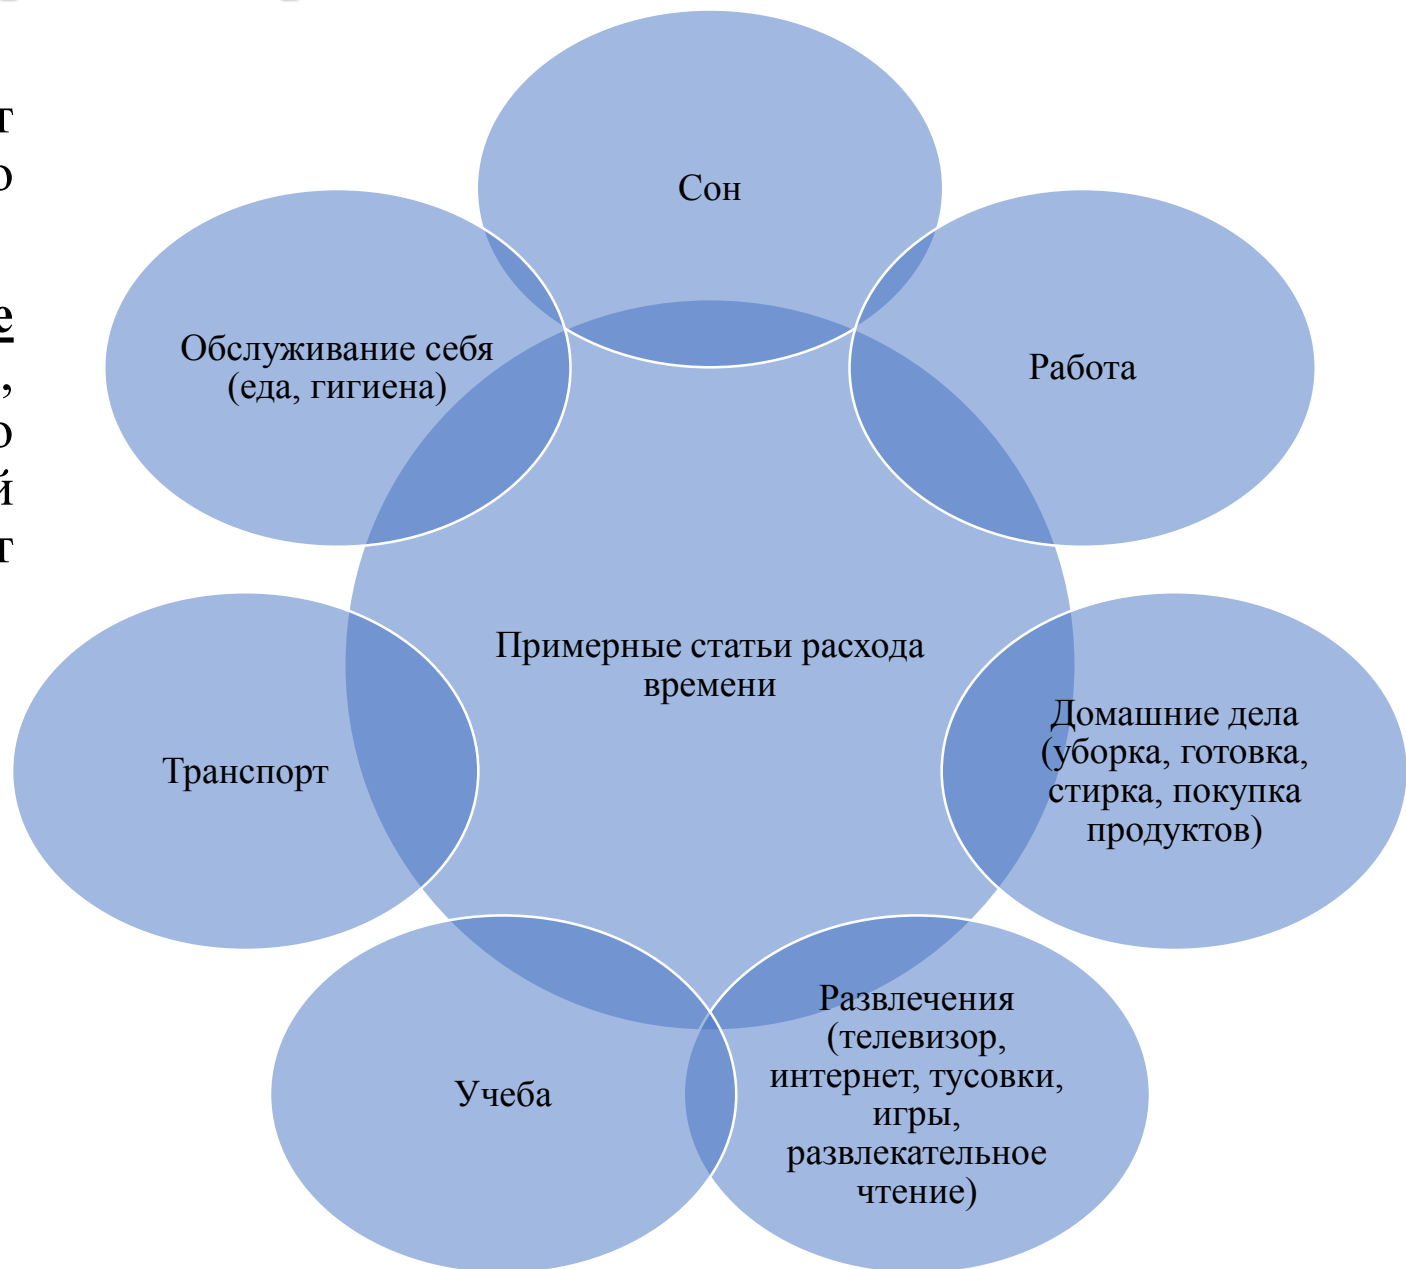 т
о
е
,
о
й
т
Сон
Обслуживание себя
(еда, гигиена)
Работа
Примерные статьи расхода
времени
Домашние дела
(уборка, готовка,
стирка, покупка
продуктов)
Транспорт
Развлечения
(телевизор,
интернет, тусовки,
игры,
развлекательное
чтение)
Учеба